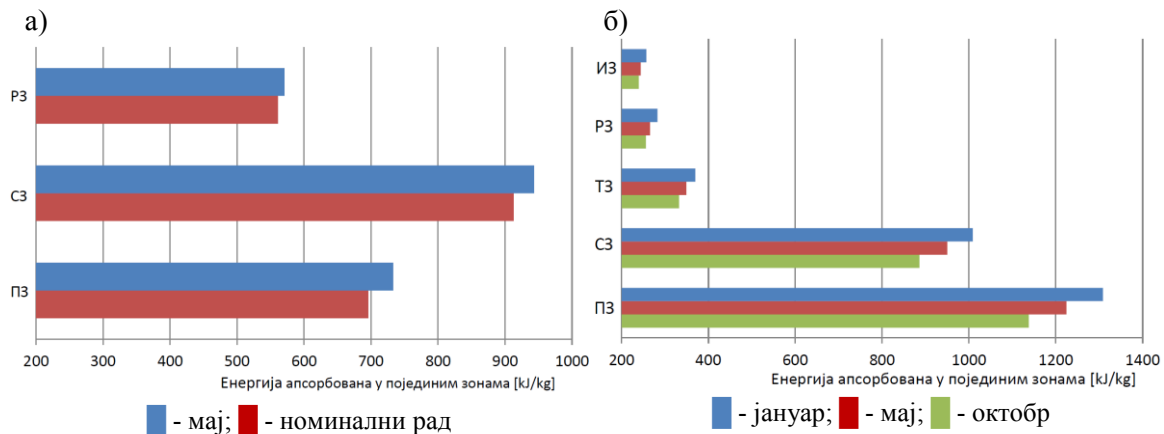 а)
РЗ
СЗ
ПЗ
200 300 400 500 600 700 800 900 1000
Енергија апсорбована у појединим зонама [kJ/kg]
- мај; - номинални рад
б)
ИЗ
РЗ
ТЗ
СЗ
ПЗ
200 400 600 800 1000 1200 1400
Енергија апсорбована у појединим зонама [kJ/kg]
- јануар; - мај; - октобр